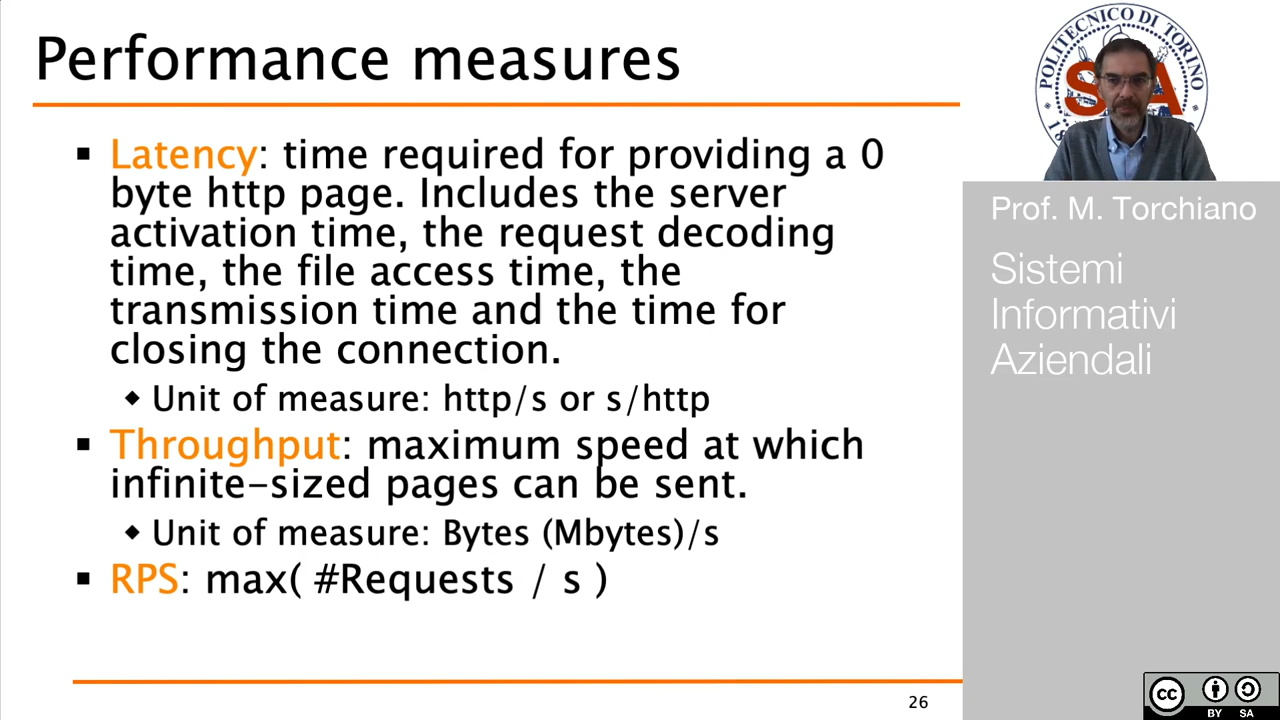 Performance measures
Latency: time required for providing a 0
byte http page. Includes the server
activation time, the request decoding
time, the file access time, the
transmission time and the time for
closing the connection.
Unit of measure: http/s or s/http
Throughput: maximum speed at which
infinite-sized pages can be sent.
Unit of measure: Bytes (Mbytes)/s
RPS: max( #Requests / s )
26
POLITECNICO DI TORINO
Prof. M. Torchiano
Sistemi
Informativi
Aziendali
cc
BY SA